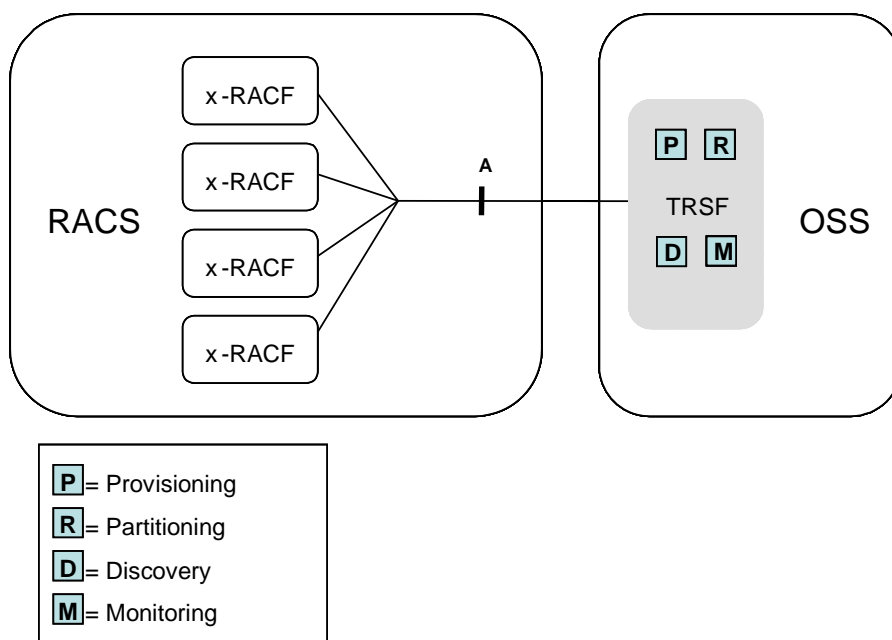 x-RACF
x-RACF
x-RACF
x-RACF
RACS
A
P R
TRSF
D M
OSS
P = Provisioning
R = Partitioning
D = Discovery
M = Monitoring